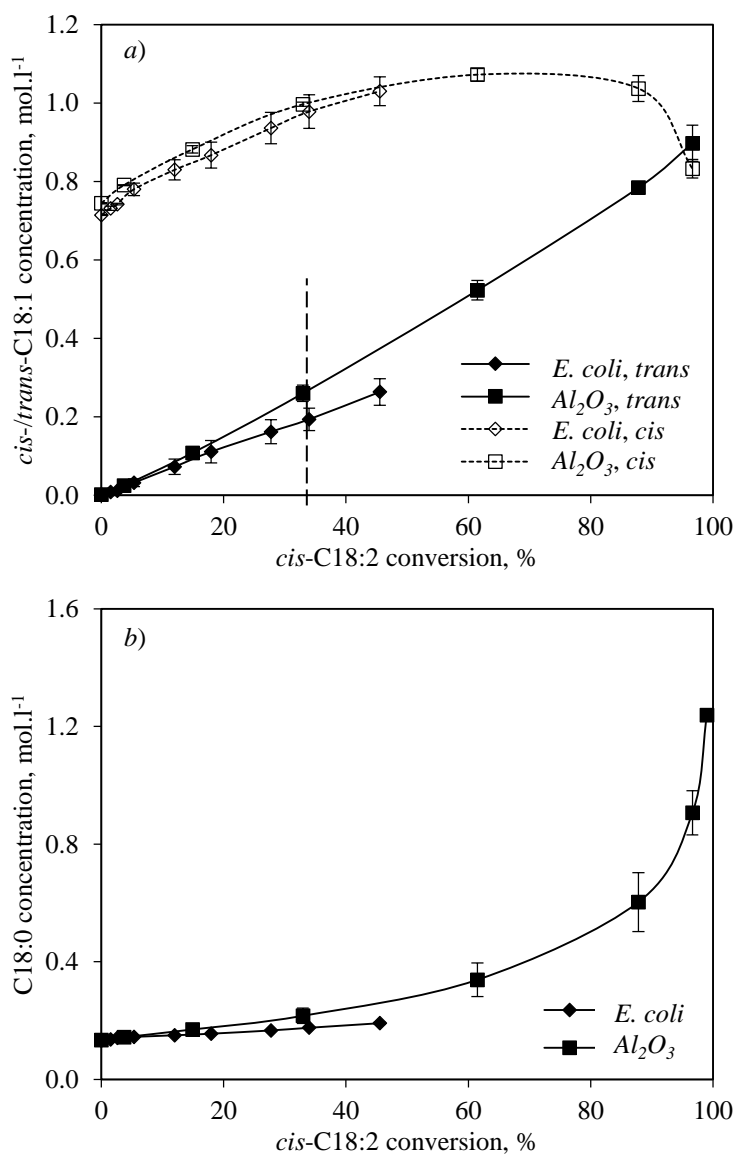 a)
1.2
1.0
0.8
0.6
0.4
0.2
0.0
cis-/trans-C18:1 concentration, mol.l⁻¹
E. coli, trans
Al₂O₃, trans
E. coli, cis
Al₂O₃, cis
0 20 40 60 80 100
cis-C18:2 conversion, %
b)
1.6
1.2
0.8
0.4
0.0
C18:0 concentration, mol.l⁻¹
E. coli
Al₂O₃
0 20 40 60 80 100
cis-C18:2 conversion, %